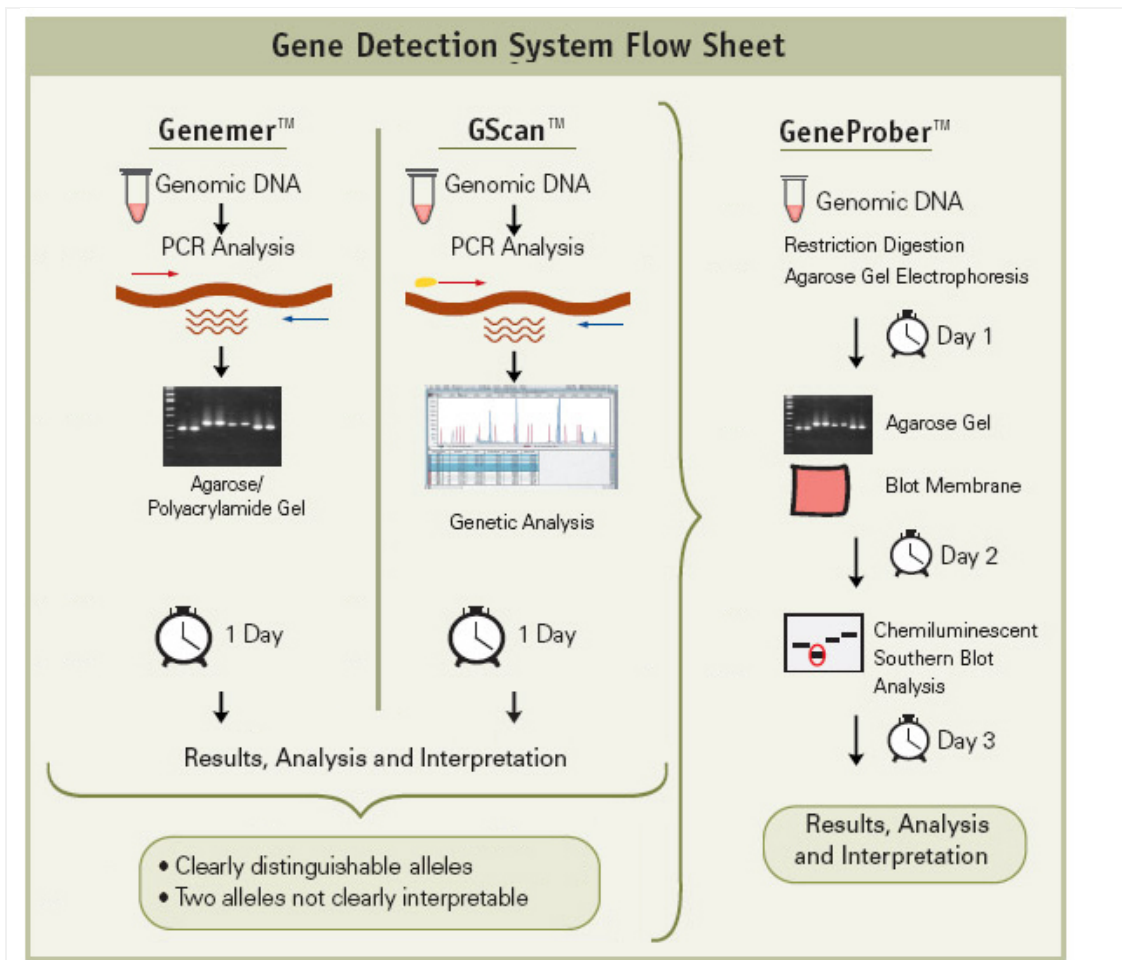 Gene Detection System Flow Sheet
Genemer™
Genomic DNA
PCR Analysis
Agarose/
Polyacrylamide Gel
1 Day
GScan™
Genomic DNA
PCR Analysis
Genetic Analysis
1 Day
Results, Analysis and Interpretation
• Clearly distinguishable alleles
• Two alleles not clearly interpretable
GeneProber™
Genomic DNA
Restriction Digestion
Agarose Gel Electrophoresis
Day 1
Agarose Gel
Blot Membrane
Day 2
Chemiluminescent
Southern Blot
Analysis
Day 3
Results, Analysis
and Interpretation